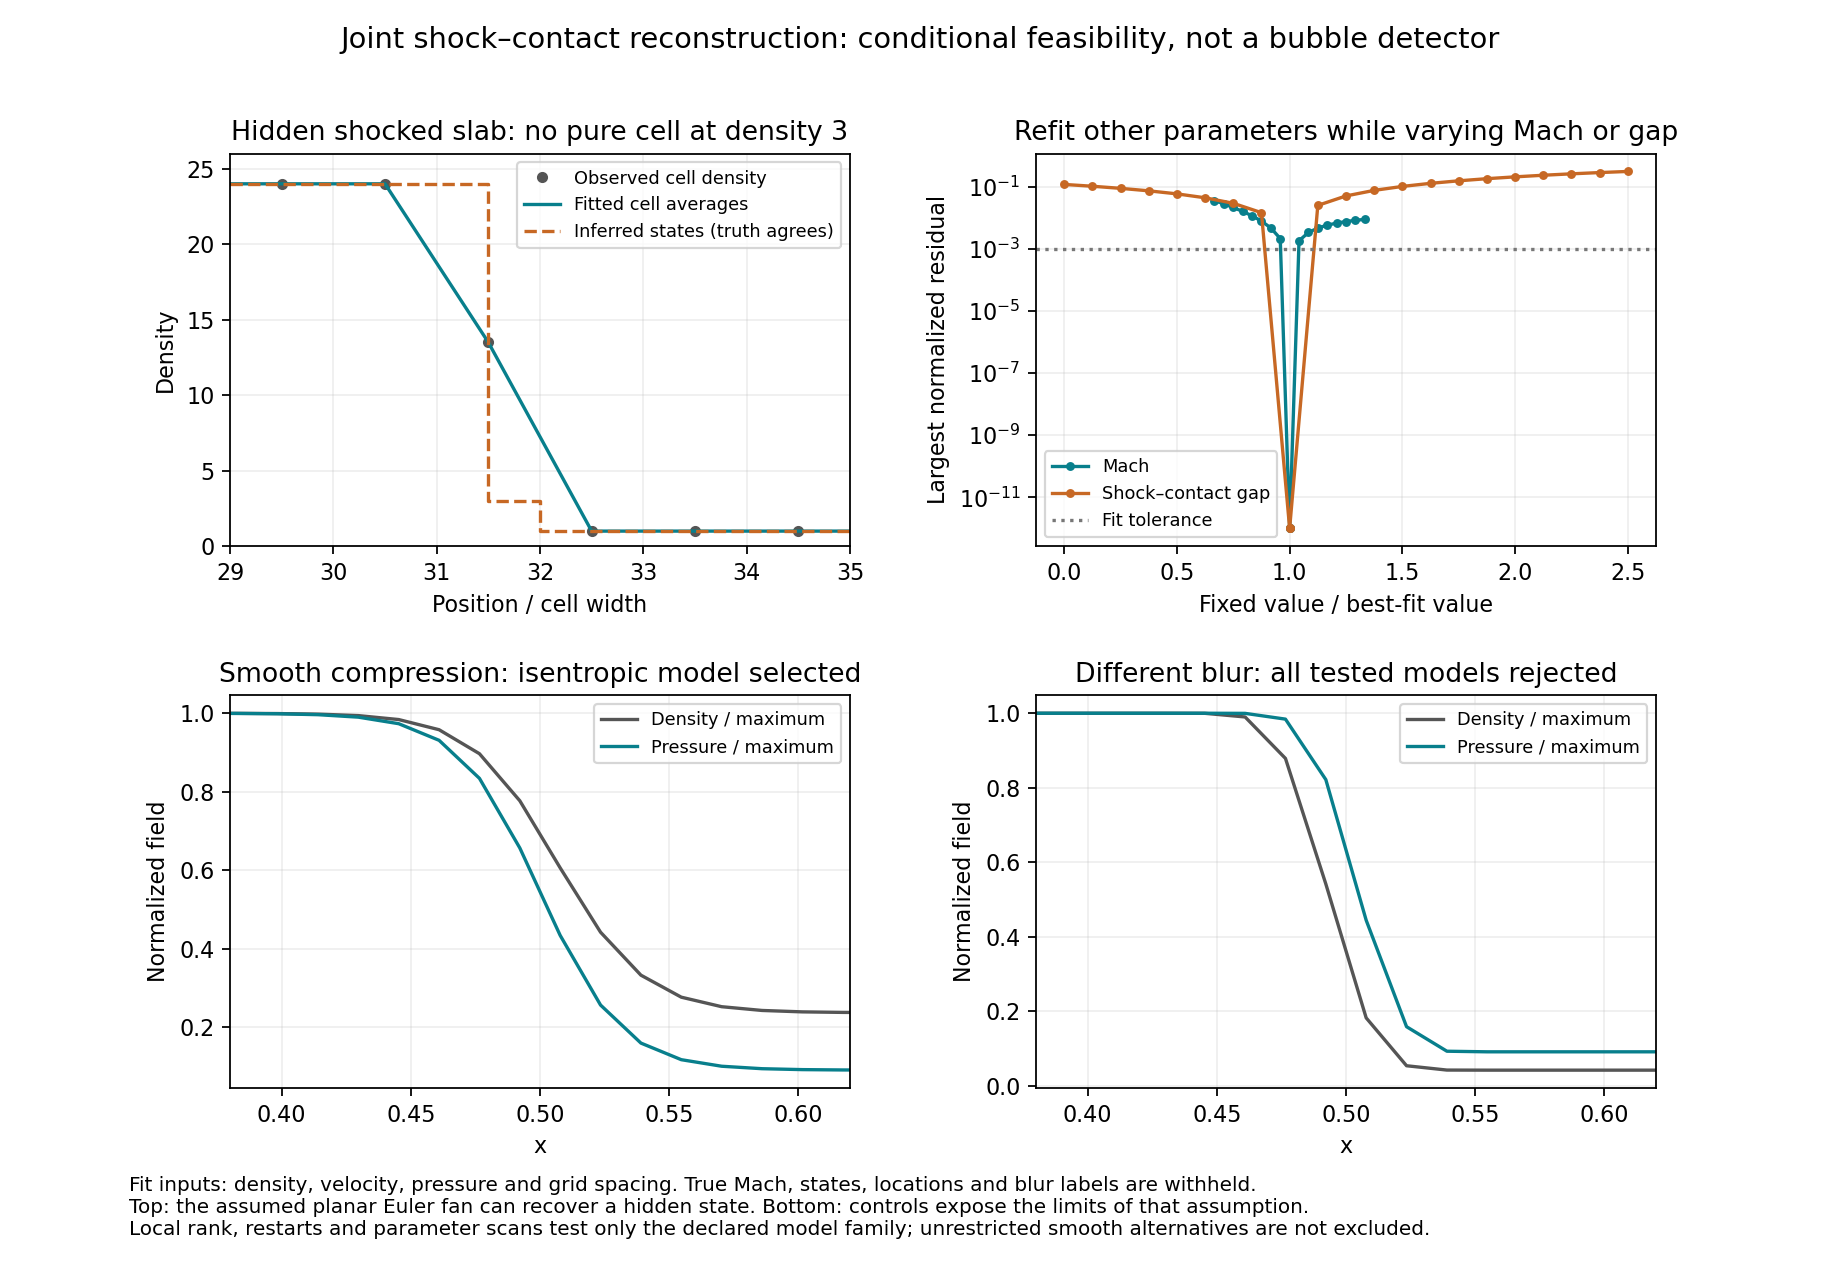 Joint shock–contact reconstruction: conditional feasibility, not a bubble detector
Hidden shocked slab: no pure cell at density 3
Density
25
20
15
10
5
0
Observed cell density
Fitted cell averages
Inferred states (truth agrees)
29 30 31 32 33 34 35
Position / cell width
Refit other parameters while varying Mach or gap
Largest normalized residual
10⁻¹
10⁻³
10⁻⁵
10⁻⁷
10⁻⁹
10⁻¹¹
Mach
Shock–contact gap
Fit tolerance
0.0 0.5 1.0 1.5 2.0 2.5
Fixed value / best-fit value
Smooth compression: isentropic model selected
Normalized field
1.0
0.8
0.6
0.4
0.2
Density / maximum
Pressure / maximum
0.40 0.45 0.50 0.55 0.60
x
Different blur: all tested models rejected
Normalized field
1.0
0.8
0.6
0.4
0.2
0.0
Density / maximum
Pressure / maximum
0.40 0.45 0.50 0.55 0.60
x
Fit inputs: density, velocity, pressure and grid spacing. True Mach, states, locations and blur labels are withheld.
Top: the assumed planar Euler fan can recover a hidden state. Bottom: controls expose the limits of that assumption.
Local rank, restarts and parameter scans test only the declared model family; unrestricted smooth alternatives are not excluded.